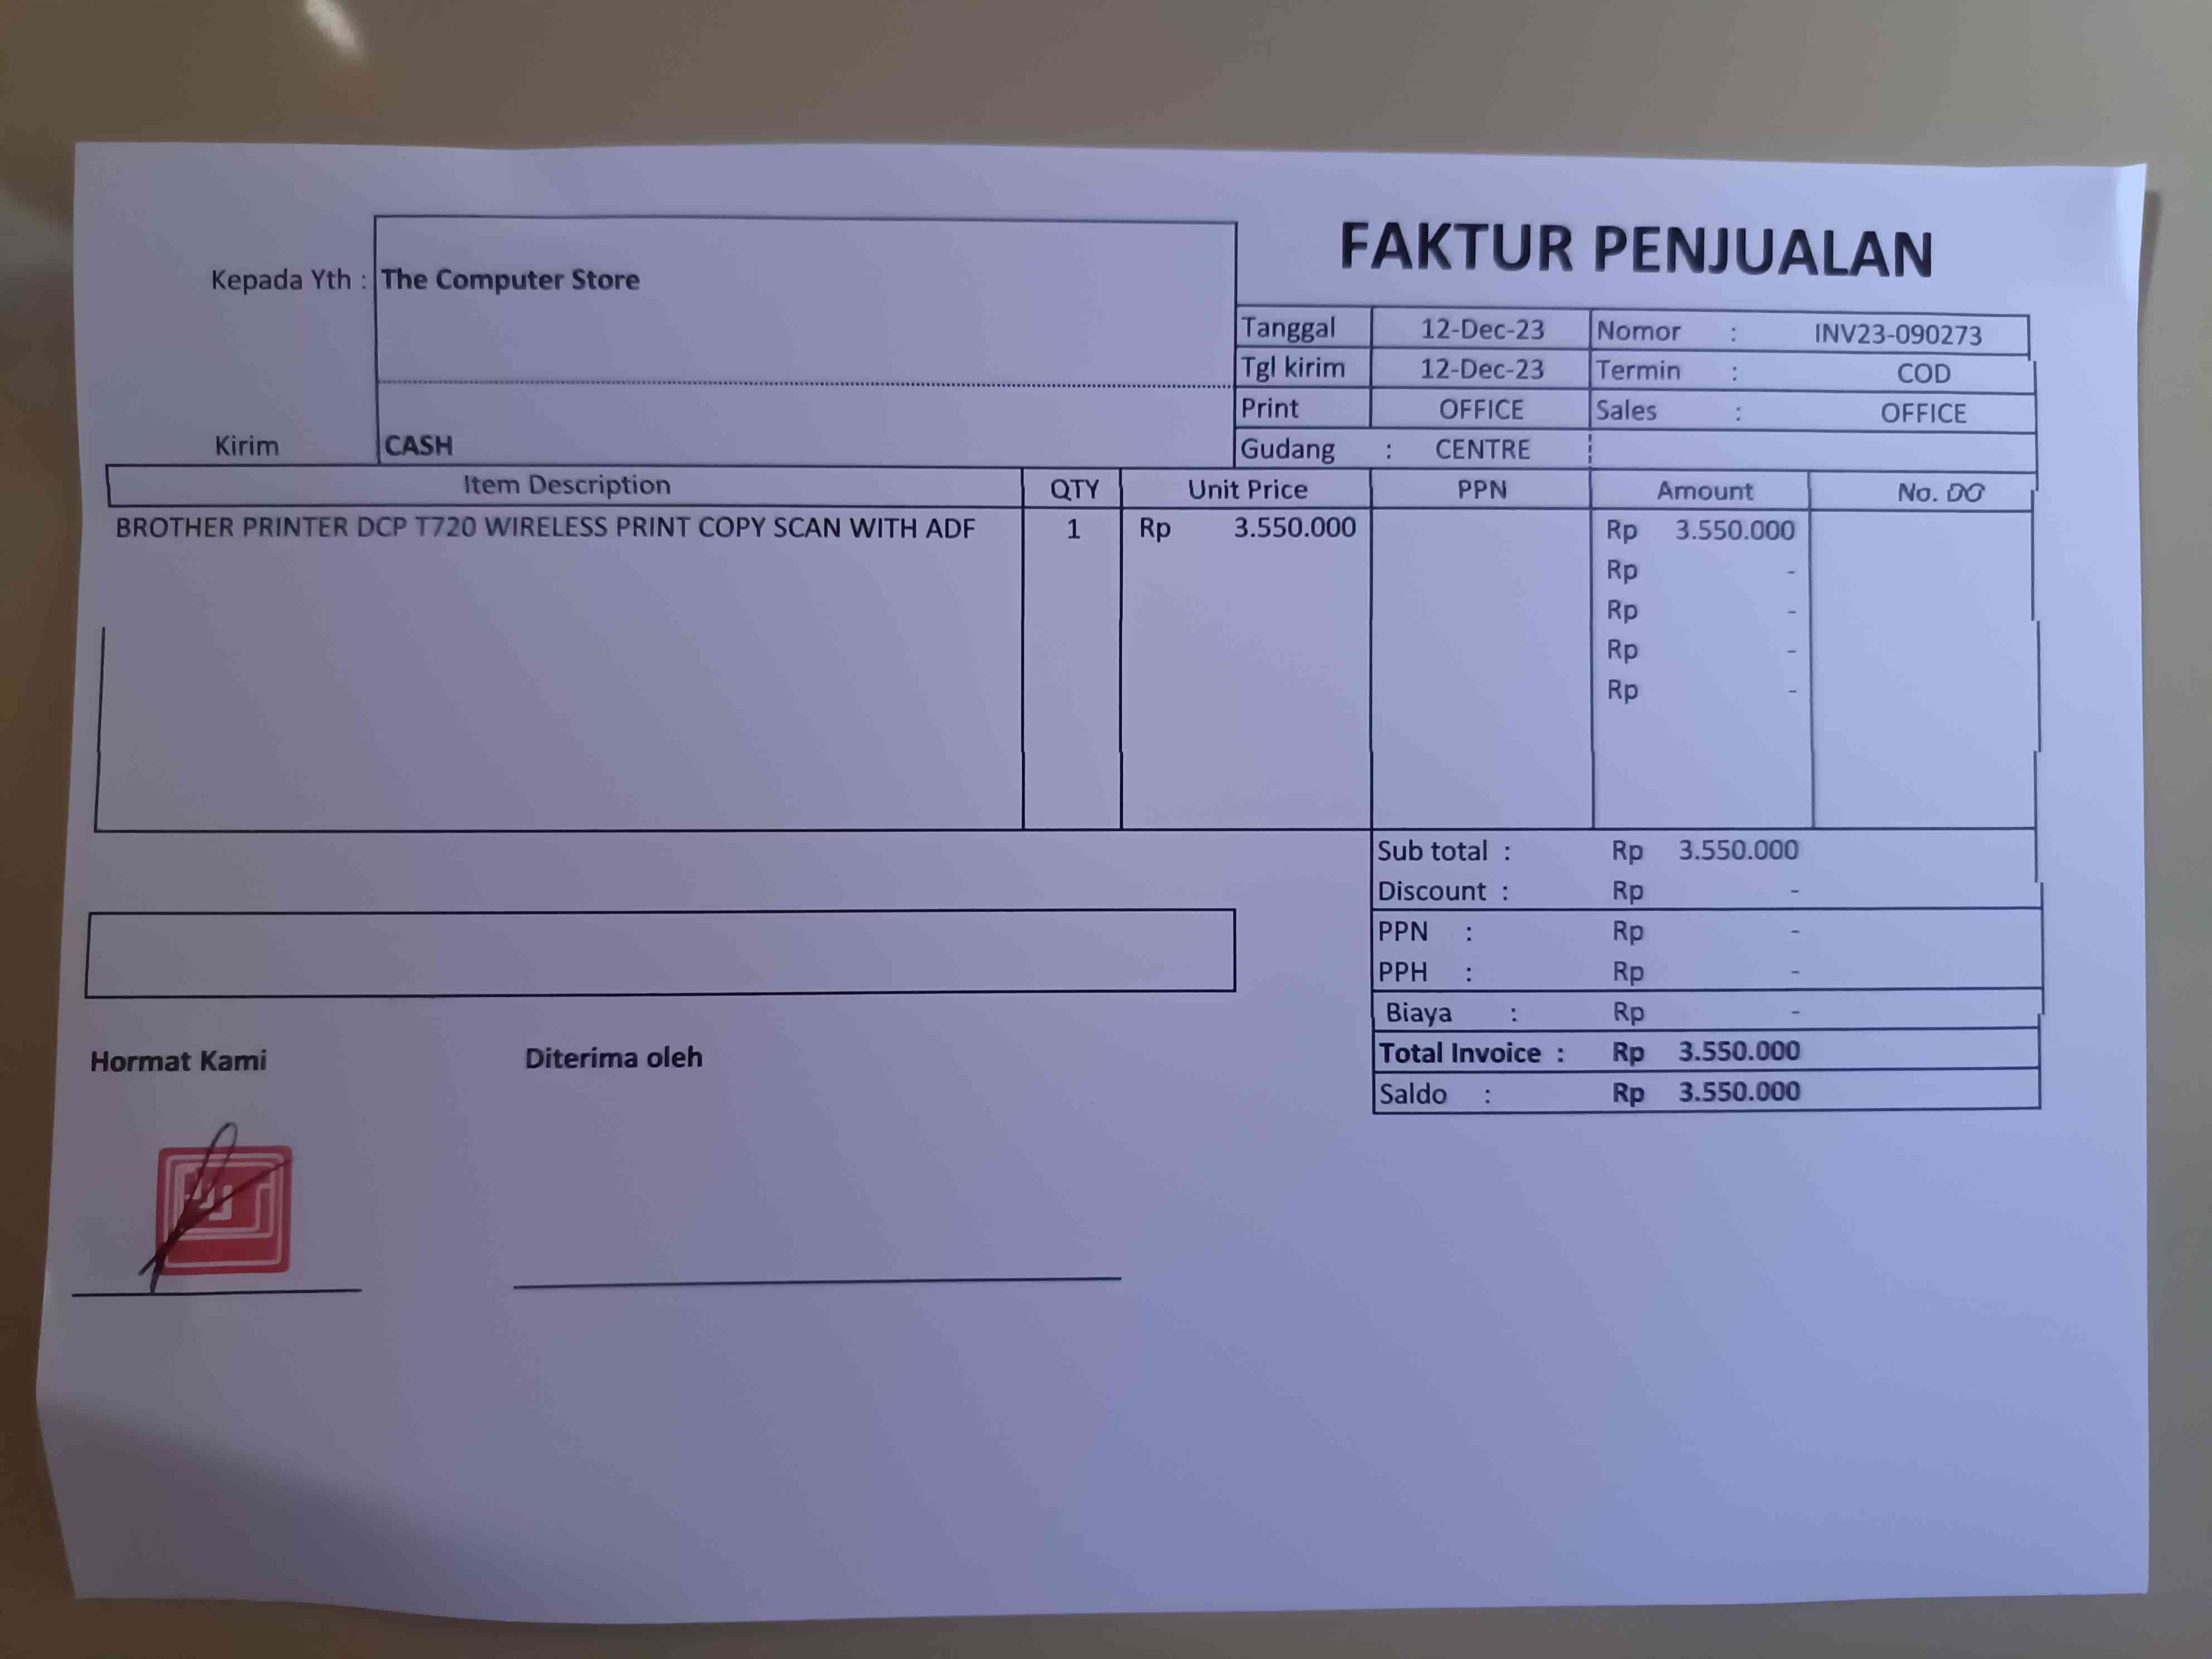 FAKTUR PENJUALAN
Kepada Yth : The Computer Store
Tanggal 12-Dec-23 Nomor : INV23-090273
Tgl kirim 12-Dec-23 Termin : COD
Print OFFICE Sales : OFFICE
Kirim CASH Gudang : CENTRE
Item Description QTY Unit Price PPN Amount No. DO
BROTHER PRINTER DCP T720 WIRELESS PRINT COPY SCAN WITH ADF 1 Rp 3.550.000 Rp 3.550.000
Rp -
Rp -
Rp -
Rp -
Sub total : Rp 3.550.000
Discount : Rp -
PPN : Rp -
PPH : Rp -
Biaya : Rp -
Total Invoice : Rp 3.550.000
Saldo : Rp 3.550.000
Hormat Kami Diterima oleh